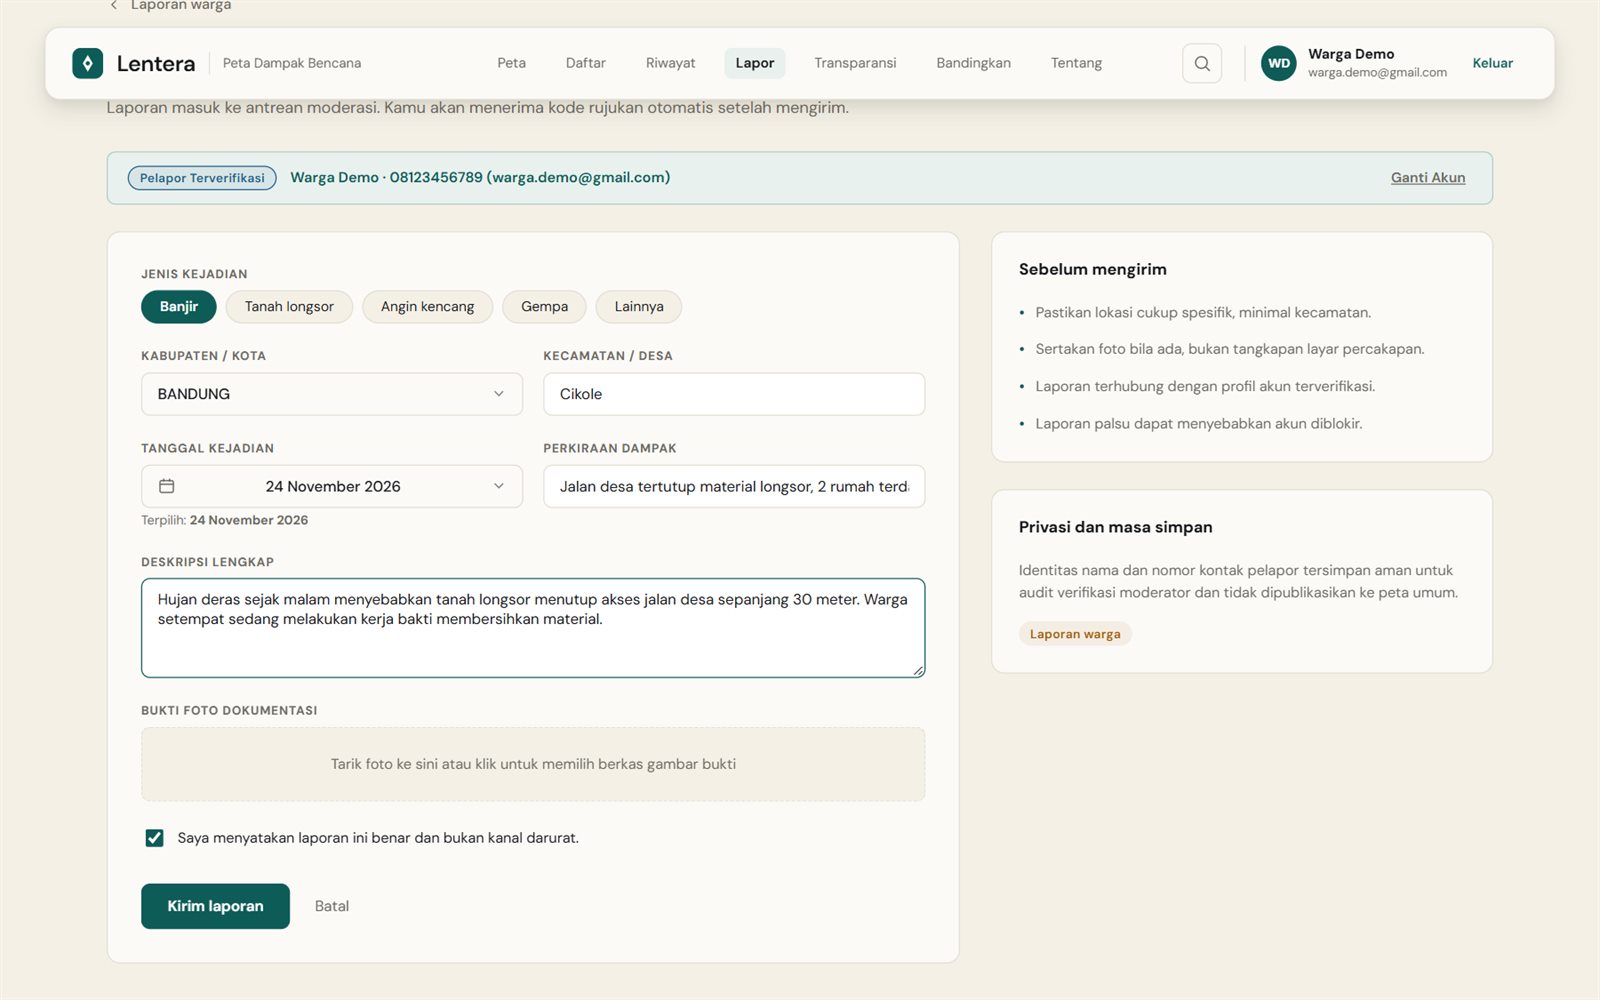 Laporan warga
Lentera
Peta Dampak Bencana
Peta
Daftar
Riwayat
Lapor
Transparansi
Bandingkan
Tentang
WD
Warga Demo
warga.demo@gmail.com
Keluar
Laporan masuk ke antrean moderasi. Kamu akan menerima kode rujukan otomatis setelah mengirim.
Pelapor Terverifikasi
Warga Demo · 08123456789 (warga.demo@gmail.com)
Ganti Akun
JENIS KEJADIAN
Banjir
Tanah longsor
Angin kencang
Gempa
Lainnya
KABUPATEN / KOTA
KECAMATAN / DESA
BANDUNG
Cikole
TANGGAL KEJADIAN
PERKIRAAN DAMPAK
24 November 2026
Jalan desa tertutup material longsor, 2 rumah terd
Terpilih: 24 November 2026
DESKRIPSI LENGKAP
Hujan deras sejak malam menyebabkan tanah longsor menutup akses jalan desa sepanjang 30 meter. Warga
setempat sedang melakukan kerja bakti membersihkan material.
BUKTI FOTO DOKUMENTASI
Tarik foto ke sini atau klik untuk memilih berkas gambar bukti
Saya menyatakan laporan ini benar dan bukan kanal darurat.
Kirim laporan
Batal
Sebelum mengirim
• Pastikan lokasi cukup spesifik, minimal kecamatan.
• Sertakan foto bila ada, bukan tangkapan layar percakapan.
• Laporan terhubung dengan profil akun terverifikasi.
• Laporan palsu dapat menyebabkan akun diblokir.
Privasi dan masa simpan
Identitas nama dan nomor kontak pelapor tersimpan aman untuk
audit verifikasi moderator dan tidak dipublikasikan ke peta umum.
Laporan warga